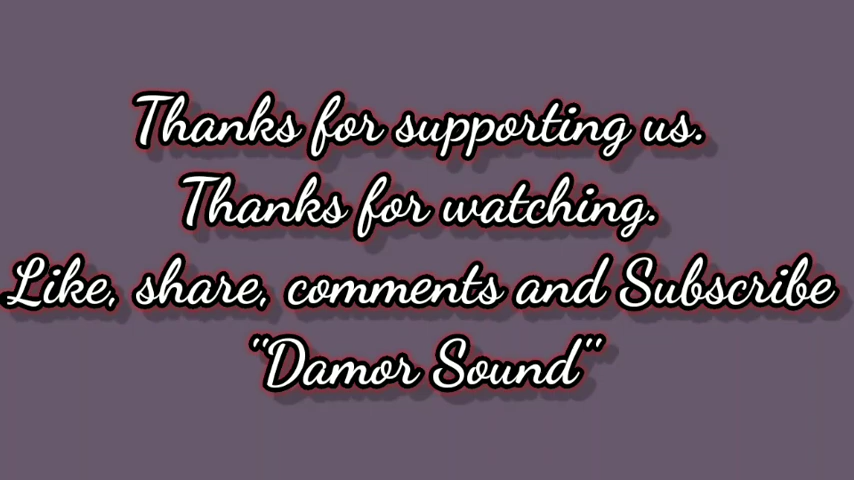 Thanks for supporting us.
Thanks for watching.
Like, share, comments and Subscribe
"Damor Sound"